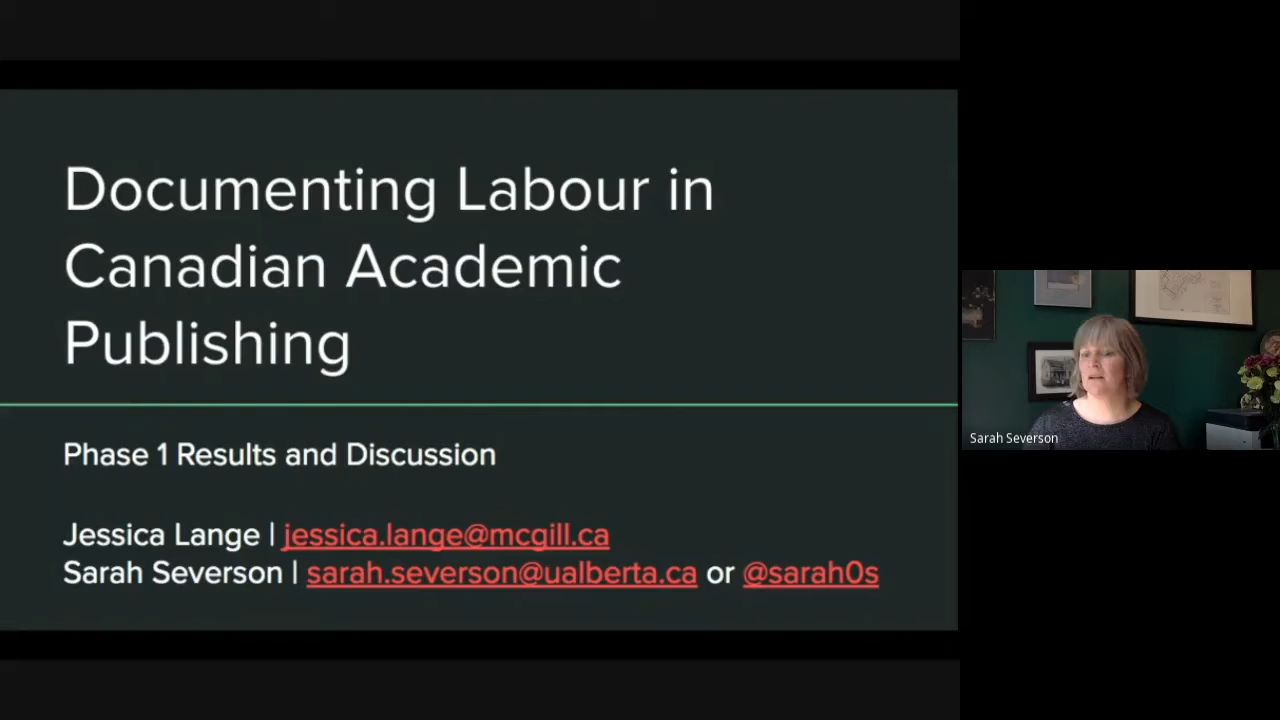 Documenting Labour in
Canadian Academic
Publishing
Phase 1 Results and Discussion
Jessica Lange | jessica.lange@mcgill.ca
Sarah Severson | sarah.severson@ualberta.ca or @sarah0s
Sarah Severson